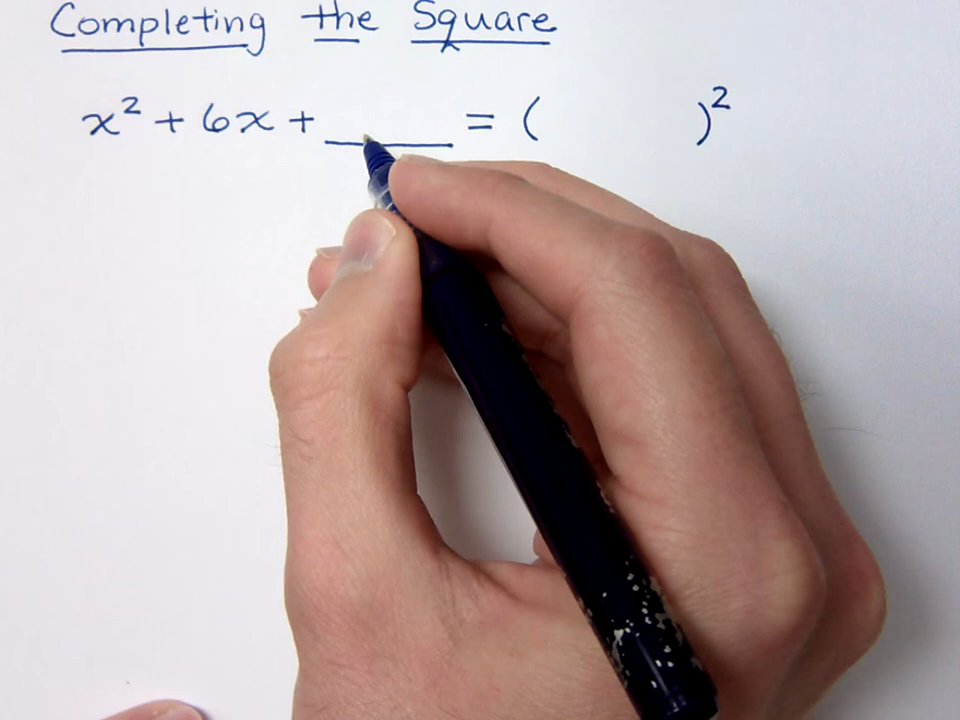 Completing the Square
x² + 6x + ____ = (      )²